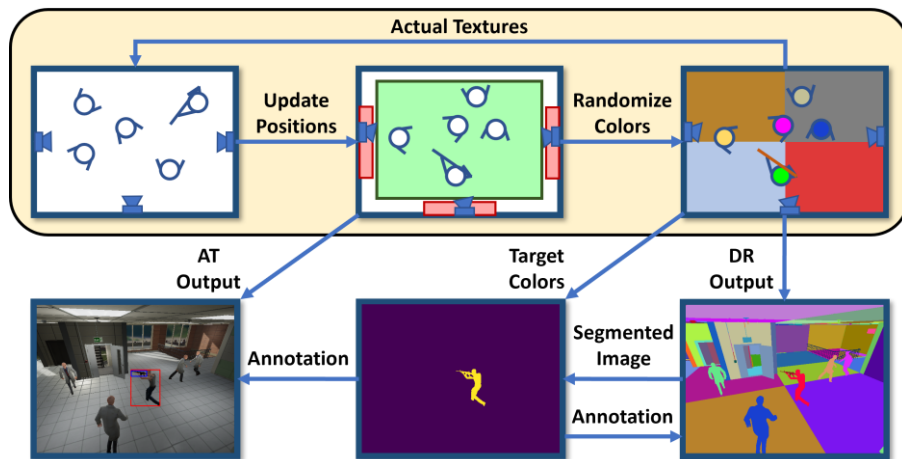 Actual Textures
Update
Positions
Randomize
Colors
AT
Output
Target
Colors
DR
Output
Annotation
Segmented
Image
Annotation